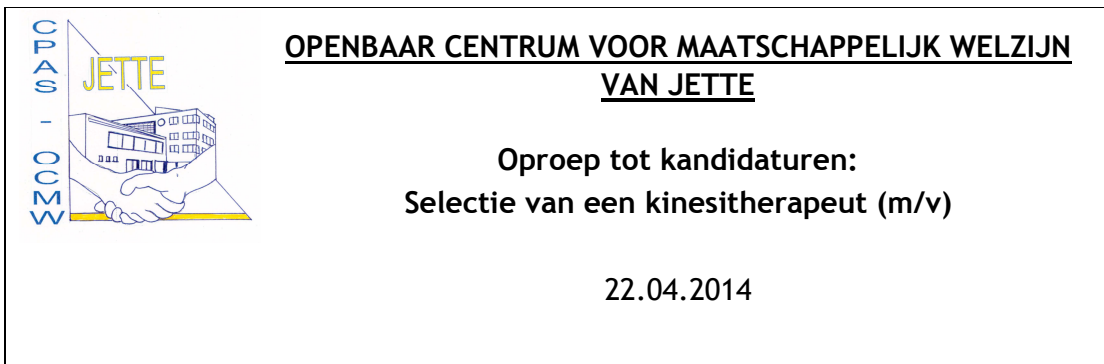 CPAS - OCMW
JETTE
OPENBAAR CENTRUM VOOR MAATSCHAPPELIJK WELZIJN
VAN JETTE
Oproep tot kandidaturen:
Selectie van een kinesitherapeut (m/v)
22.04.2014